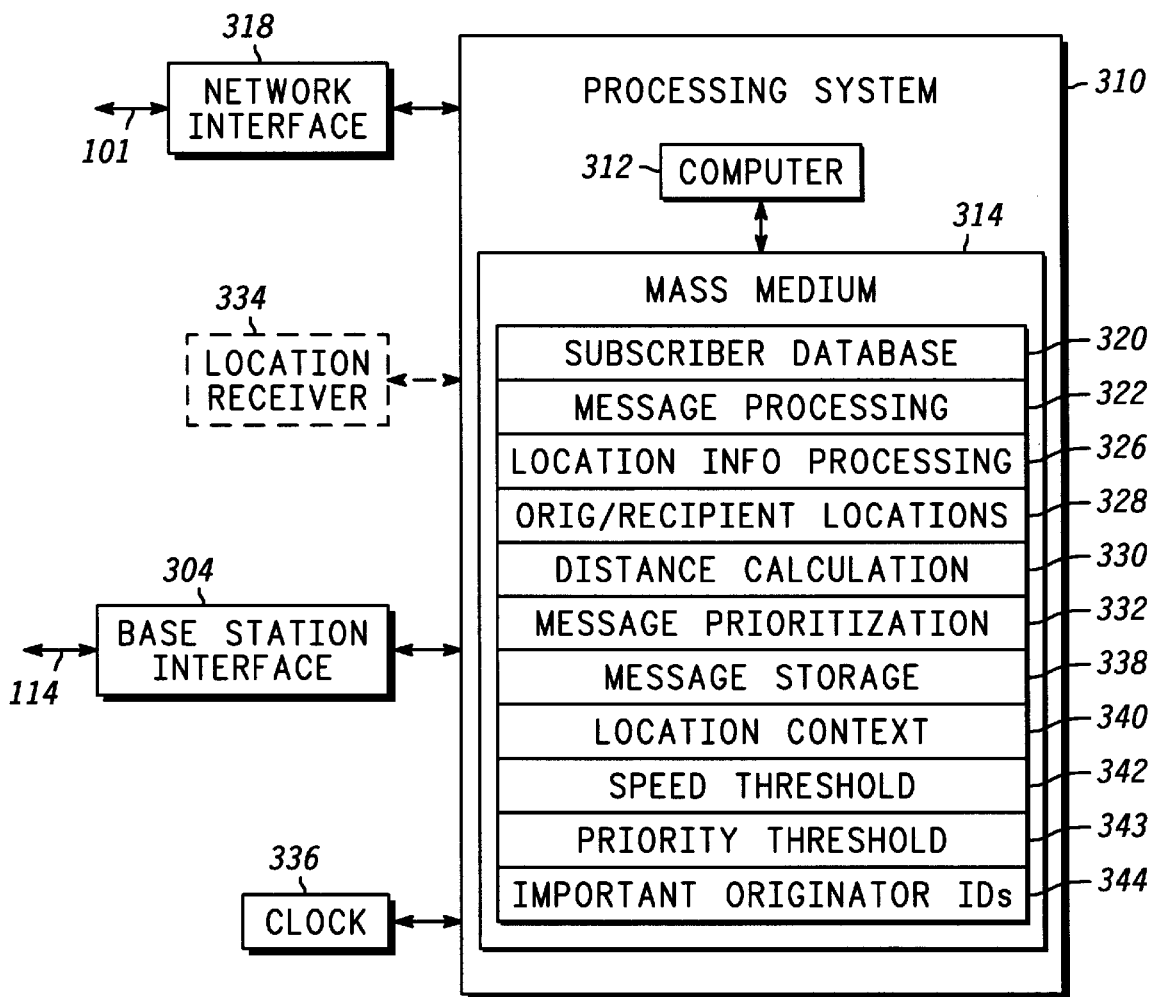 318
NETWORK
INTERFACE
101
PROCESSING SYSTEM
310
312
COMPUTER
314
MASS MEDIUM
334
LOCATION
RECEIVER
SUBSCRIBER DATABASE
320
MESSAGE PROCESSING
322
LOCATION INFO PROCESSING
326
ORIG/RECIPIENT LOCATIONS
328
DISTANCE CALCULATION
330
304
BASE STATION
INTERFACE
114
MESSAGE PRIORITIZATION
332
MESSAGE STORAGE
338
LOCATION CONTEXT
340
SPEED THRESHOLD
342
PRIORITY THRESHOLD
343
IMPORTANT ORIGINATOR IDs
344
336
CLOCK